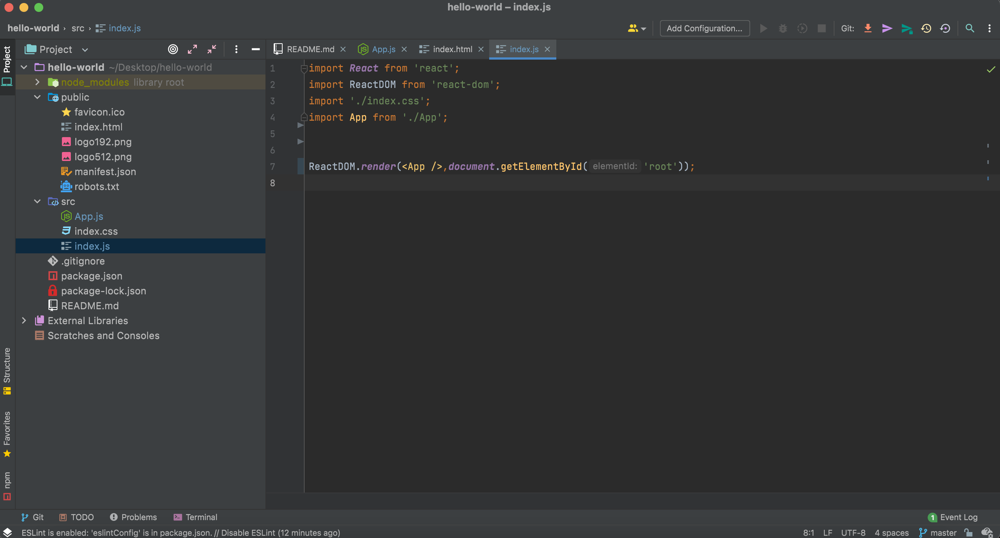 hello-world – index.js
hello-world › src › index.js
Add Configuration...
Git:
Project
Project
README.md
App.js
index.html
index.js
hello-world ~/Desktop/hello-world
node_modules library root
public
favicon.ico
index.html
logo192.png
logo512.png
manifest.json
robots.txt
src
App.js
index.css
index.js
.gitignore
package.json
package-lock.json
README.md
External Libraries
Scratches and Consoles
1 import React from 'react';
2 import ReactDOM from 'react-dom';
3 import './index.css';
4 import App from './App';
5
6
7 ReactDOM.render(<App />,document.getElementById( elementId: 'root'));
8
Structure
Favorites
npm
Git
TODO
Problems
Terminal
1 Event Log
ESLint is enabled: 'eslintConfig' is in package.json. // Disable ESLint (12 minutes ago)
8:1 LF UTF-8 4 spaces master